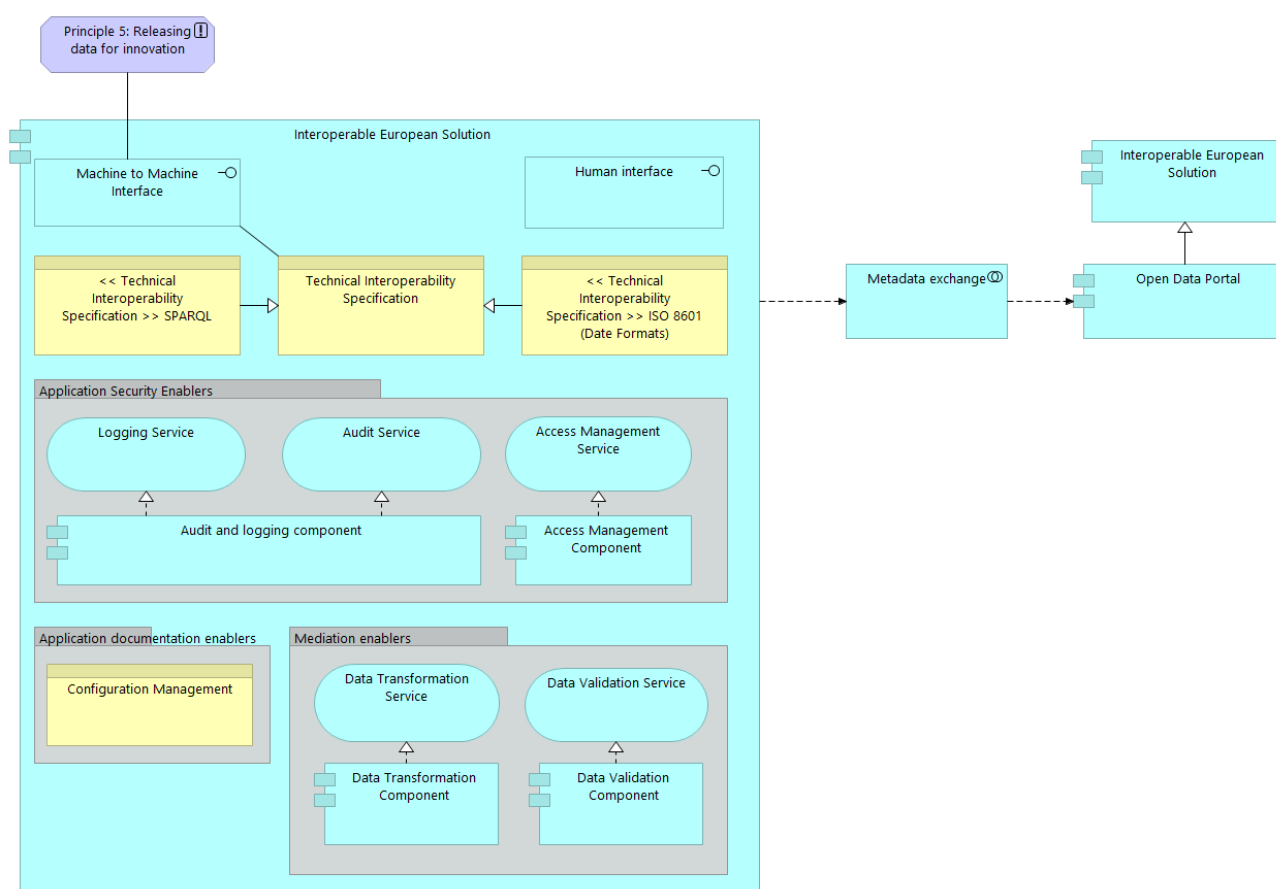 Principle 5: Releasing
data for innovation
Interoperable European Solution
Machine to Machine
Interface
Human interface
Interoperable European
Solution
<< Technical
Interoperability
Specification >> SPARQL
Technical Interoperability
Specification
<< Technical
Interoperability
Specification >> ISO 8601
(Date Formats)
Metadata exchange
Open Data Portal
Application Security Enablers
Logging Service
Audit Service
Access Management
Service
Audit and logging component
Access Management
Component
Application documentation enablers
Configuration Management
Mediation enablers
Data Transformation
Service
Data Validation Service
Data Transformation
Component
Data Validation
Component